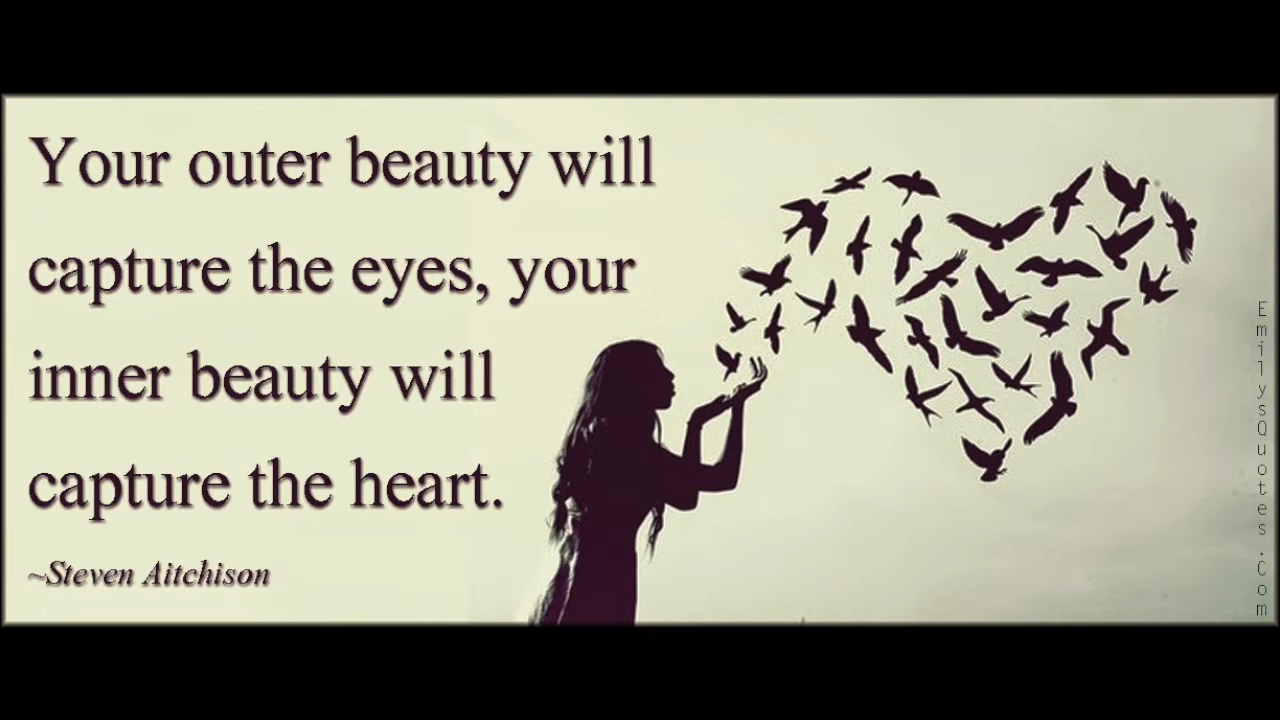 Your outer beauty will
capture the eyes, your
inner beauty will
capture the heart.
~Steven Aitchison
EmilysQuotes.Com